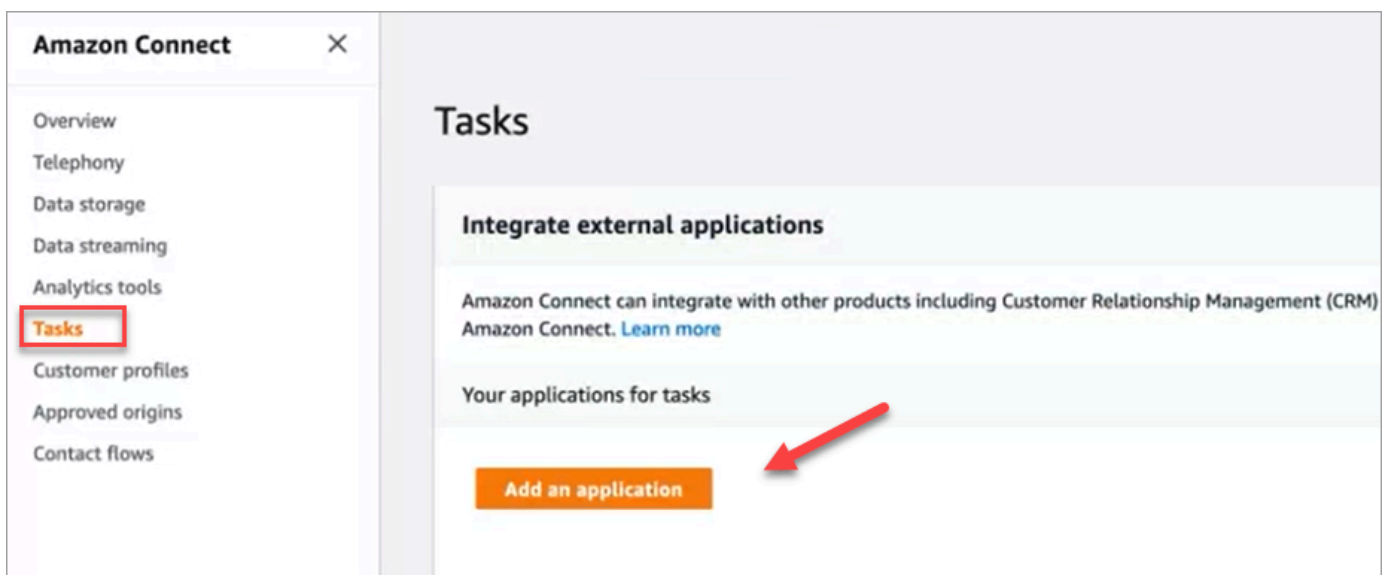 Amazon Connect
Overview
Telephony
Data storage
Data streaming
Analytics tools
Tasks
Customer profiles
Approved origins
Contact flows
Tasks
Integrate external applications
Amazon Connect can integrate with other products including Customer Relationship Management (CRM)
Amazon Connect. Learn more
Your applications for tasks
Add an application